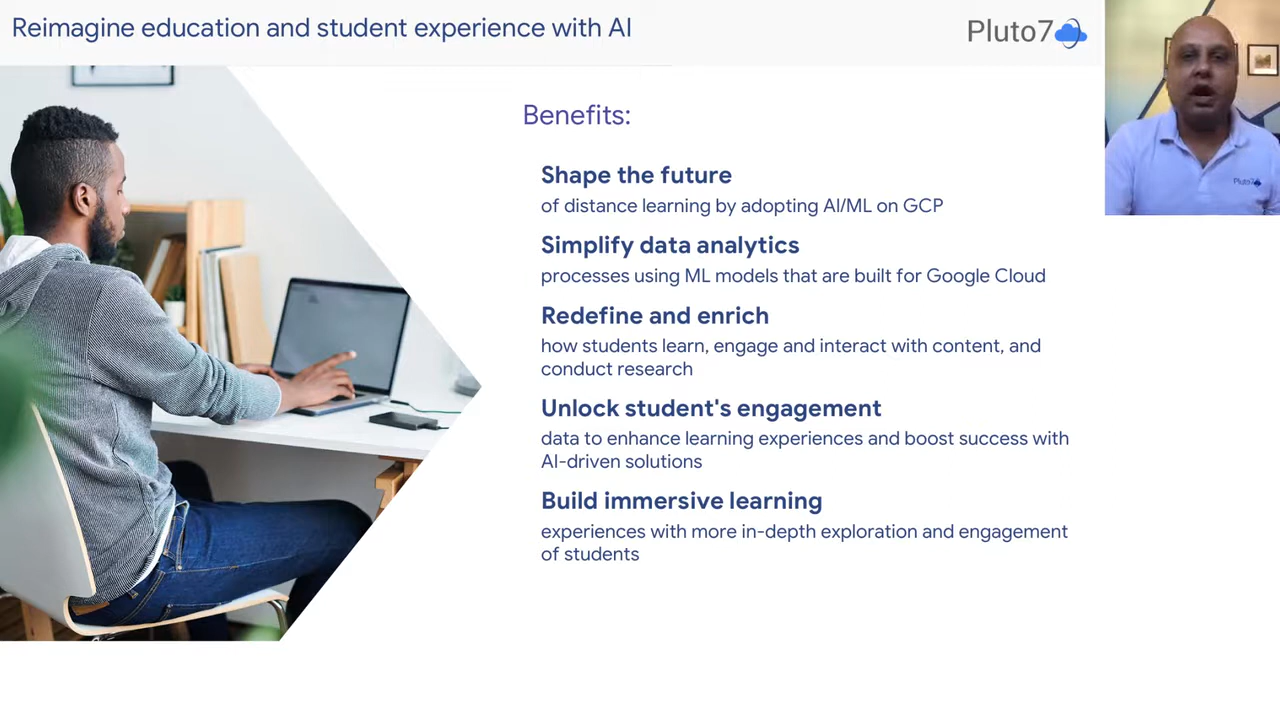 Reimagine education and student experience with AI
Pluto7
Benefits:
Shape the future
of distance learning by adopting AI/ML on GCP
Simplify data analytics
processes using ML models that are built for Google Cloud
Redefine and enrich
how students learn, engage and interact with content, and
conduct research
Unlock student's engagement
data to enhance learning experiences and boost success with
AI-driven solutions
Build immersive learning
experiences with more in-depth exploration and engagement
of students
Pluto7